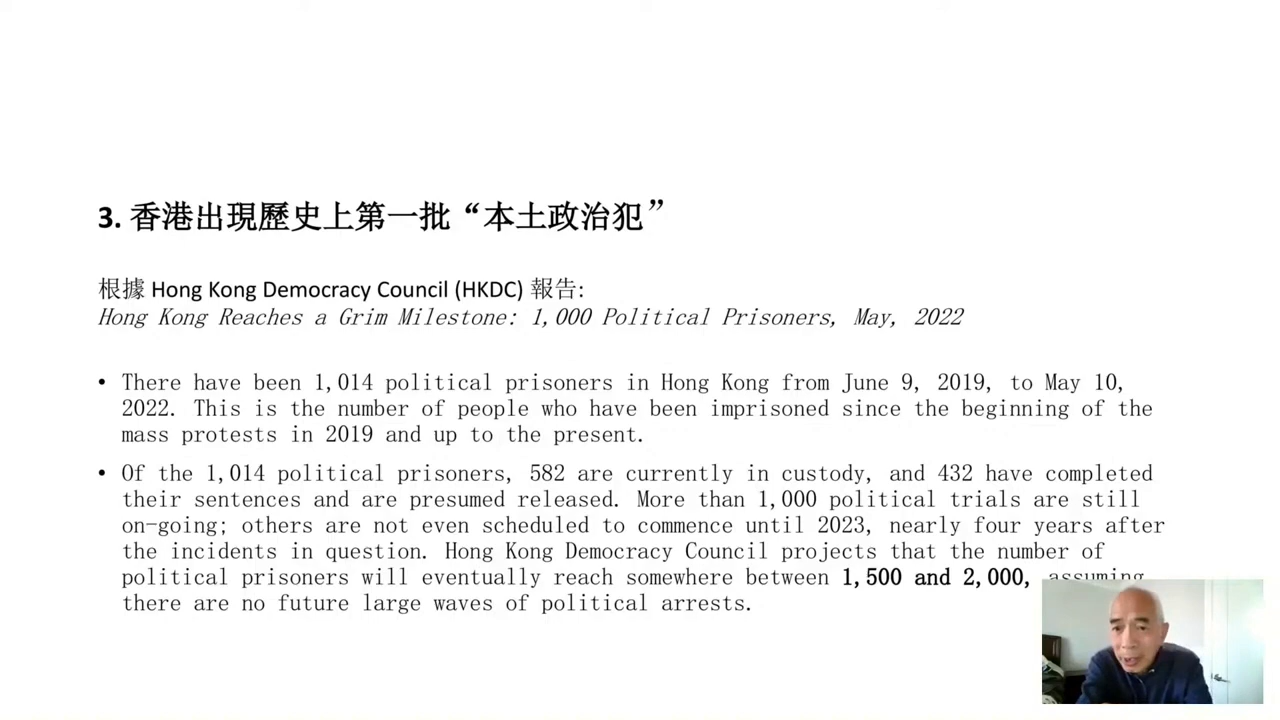 3. 香港出現歷史上第一批“本土政治犯”
根據 Hong Kong Democracy Council (HKDC) 報告:
Hong Kong Reaches a Grim Milestone: 1,000 Political Prisoners, May, 2022
• There have been 1,014 political prisoners in Hong Kong from June 9, 2019, to May 10,
2022. This is the number of people who have been imprisoned since the beginning of the
mass protests in 2019 and up to the present.
• Of the 1,014 political prisoners, 582 are currently in custody, and 432 have completed
their sentences and are presumed released. More than 1,000 political trials are still
on-going; others are not even scheduled to commence until 2023, nearly four years after
the incidents in question. Hong Kong Democracy Council projects that the number of
political prisoners will eventually reach somewhere between 1,500 and 2,000, assuming
there are no future large waves of political arrests.